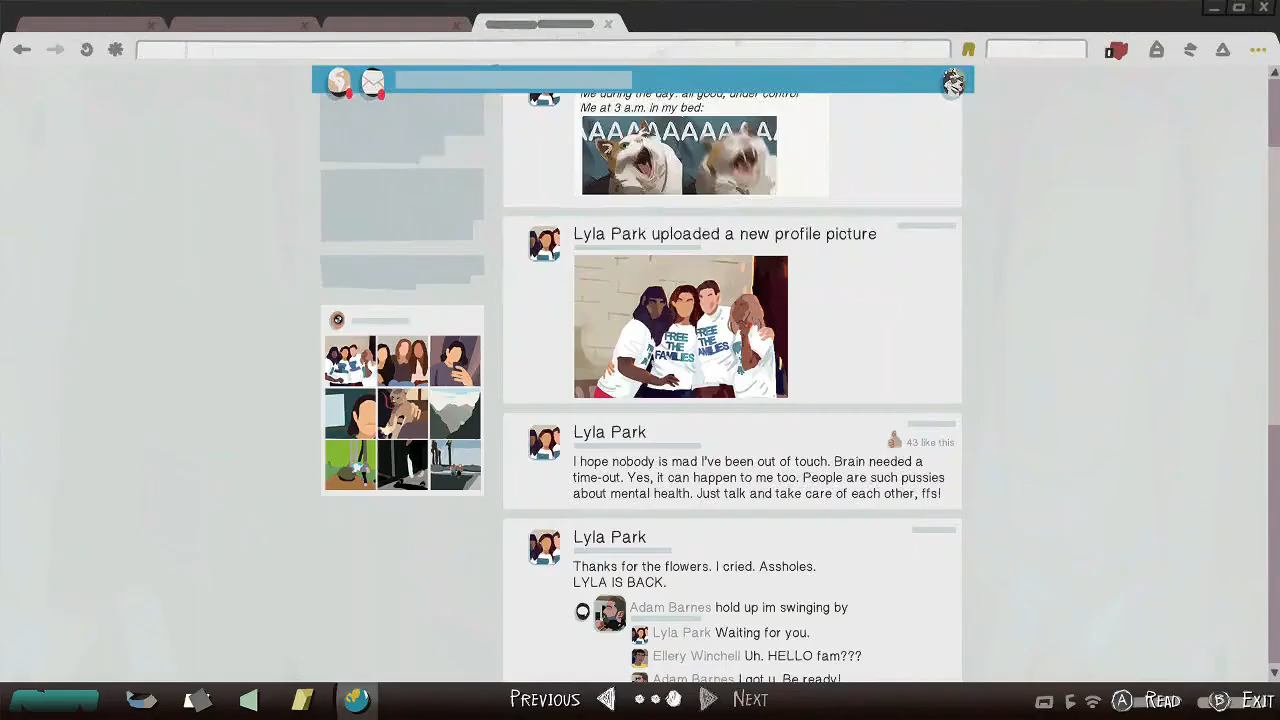 Me during the day: all good, under control
Me at 3 a.m. in my bed:
AAAAAAAAAA
Lyla Park uploaded a new profile picture
FREE
THE
FAMILIES
FREE
THE
FAMILIES
Lyla Park
43 like this
I hope nobody is mad I've been out of touch. Brain needed a
time-out. Yes, it can happen to me too. People are such pussies
about mental health. Just talk and take care of each other, ffs!
Lyla Park
Thanks for the flowers. I cried. Assholes.
LYLA IS BACK.
Adam Barnes hold up im swinging by
Lyla Park Waiting for you.
Ellery Winchell Uh. HELLO fam???
Adam Barnes I got u. Be ready!
PREVIOUS
NEXT
A READ
B EXIT